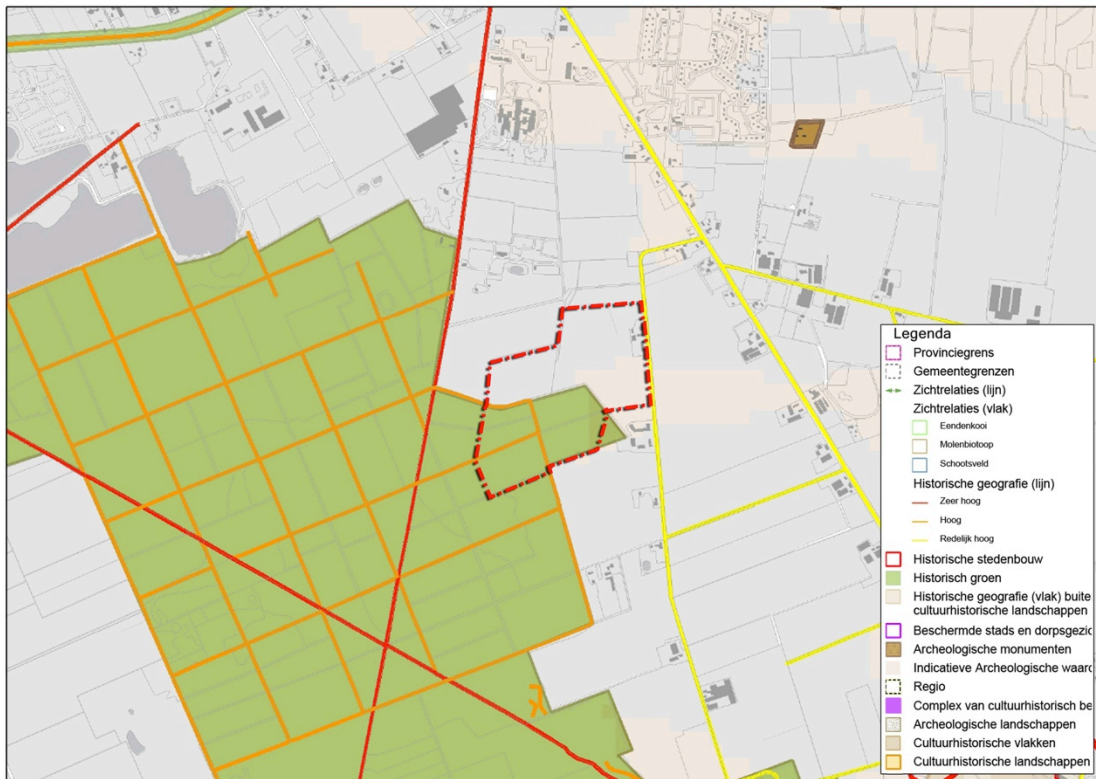 Legenda
Provinciegrens
Gemeentegrenzen
Zichtrelaties (lijn)
Zichtrelaties (vlak)
Eendenkooi
Molenbiotoop
Schootsveld
Historische geografie (lijn)
Zeer hoog
Hoog
Redelijk hoog
Historische stedenbouw
Historisch groen
Historische geografie (vlak) buite
cultuurhistorische landschappen
Beschermde stads en dorpsgezic
Archeologische monumenten
Indicatieve Archeologische waard
Regio
Complex van cultuurhistorisch be
Archeologische landschappen
Cultuurhistorische vlakken
Cultuurhistorische landschappen